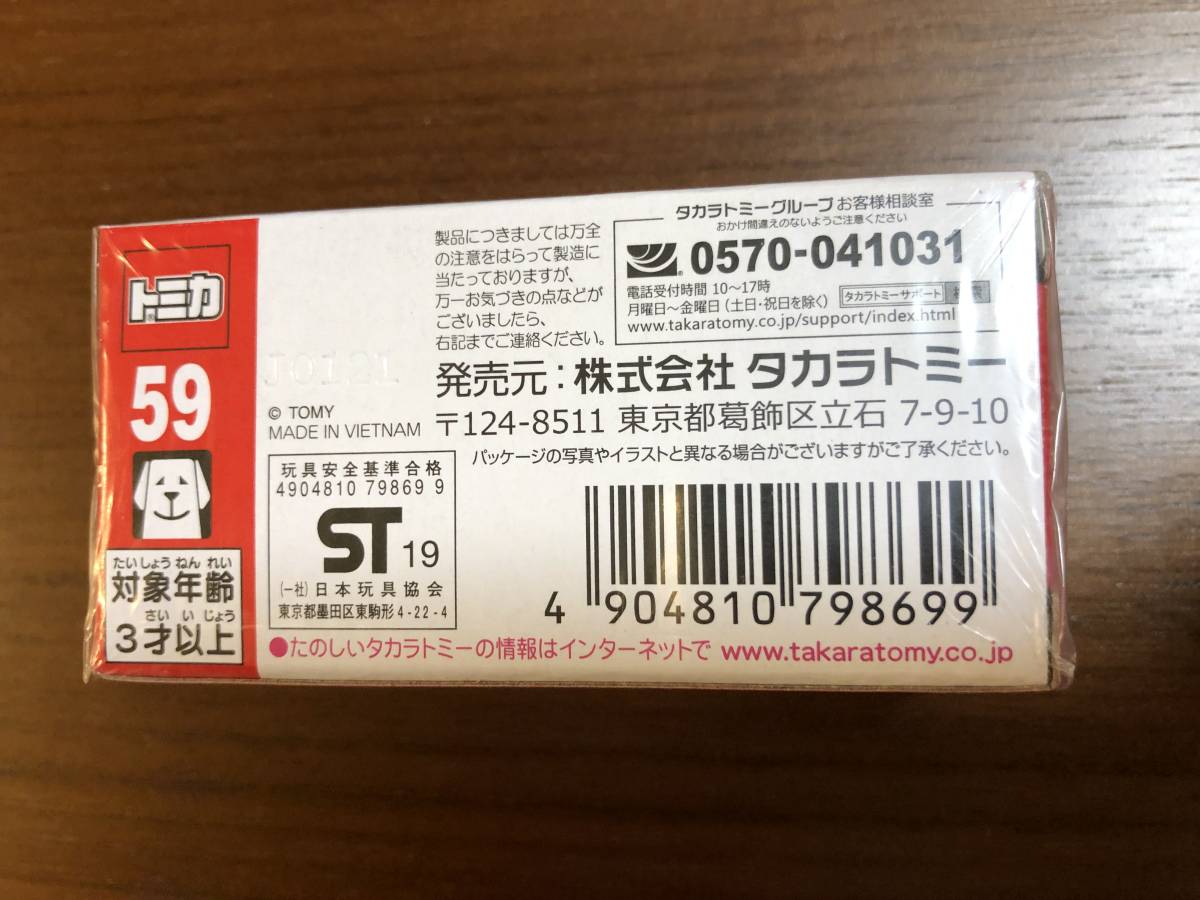 トミカ
59
たいしょうねんれい
対象年齢
さいいじょう
3才以上
製品につきましては万全
の注意をはらって製造に
当たっておりますが、
万一お気づきの点などが
ございましたら、
右記までご連絡ください。
タカラトミーグループ お客様相談室
おかけ間違えのないようご注意ください
0570-041031
電話受付時間 10〜17時
月曜日〜金曜日 (土・祝日を除く) タカラトミーサポート 検索
www.takaratomy.co.jp/support/index.html
J0121
© TOMY
MADE IN VIETNAM
発売元:株式会社 タカラトミー
〒124-8511 東京都葛飾区立石 7-9-10
パッケージの写真やイラストと異なる場合がございますがご了承ください。
玩具安全基準合格
4904810 79869 9
ST 19
(一社)日本玩具協会
東京都墨田区東駒形4-22-4
4 904810 798699
●たのしいタカラトミーの情報はインターネットで www.takaratomy.co.jp